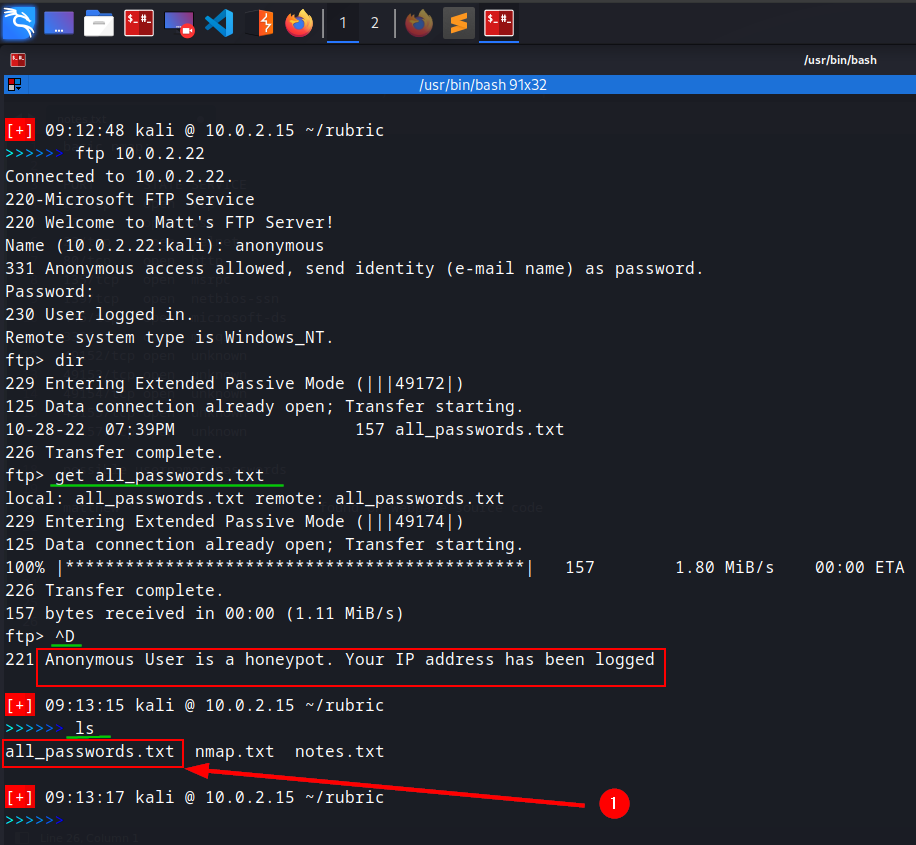 1 2
/usr/bin/bash
/usr/bin/bash 91x32
[+] 09:12:48 kali @ 10.0.2.15 ~/rubric
>>>>>> ftp 10.0.2.22
Connected to 10.0.2.22.
220-Microsoft FTP Service
220 Welcome to Matt's FTP Server!
Name (10.0.2.22:kali): anonymous
331 Anonymous access allowed, send identity (e-mail name) as password.
Password:
230 User logged in.
Remote system type is Windows_NT.
ftp> dir
229 Entering Extended Passive Mode (|||49172|)
125 Data connection already open; Transfer starting.
10-28-22  07:39PM                  157 all_passwords.txt
226 Transfer complete.
ftp> get all_passwords.txt
local: all_passwords.txt remote: all_passwords.txt
229 Entering Extended Passive Mode (|||49174|)
125 Data connection already open; Transfer starting.
100% |**********************************************|   157        1.80 MiB/s    00:00 ETA
226 Transfer complete.
157 bytes received in 00:00 (1.11 MiB/s)
ftp> ^D
221 Anonymous User is a honeypot. Your IP address has been logged
[+] 09:13:15 kali @ 10.0.2.15 ~/rubric
>>>>>> ls
all_passwords.txt  nmap.txt  notes.txt
[+] 09:13:17 kali @ 10.0.2.15 ~/rubric
1
>>>>>>